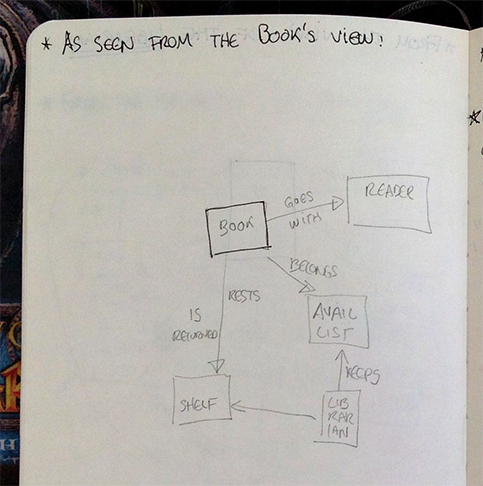 * AS SEEN FROM THE BOOK'S VIEW!
READER
GOES
WITH
BOOK
BELONGS
RESTS
IS
RETURNED
AVAIL
LIST
KEEPS
SHELF
LIB
RAR
IAN